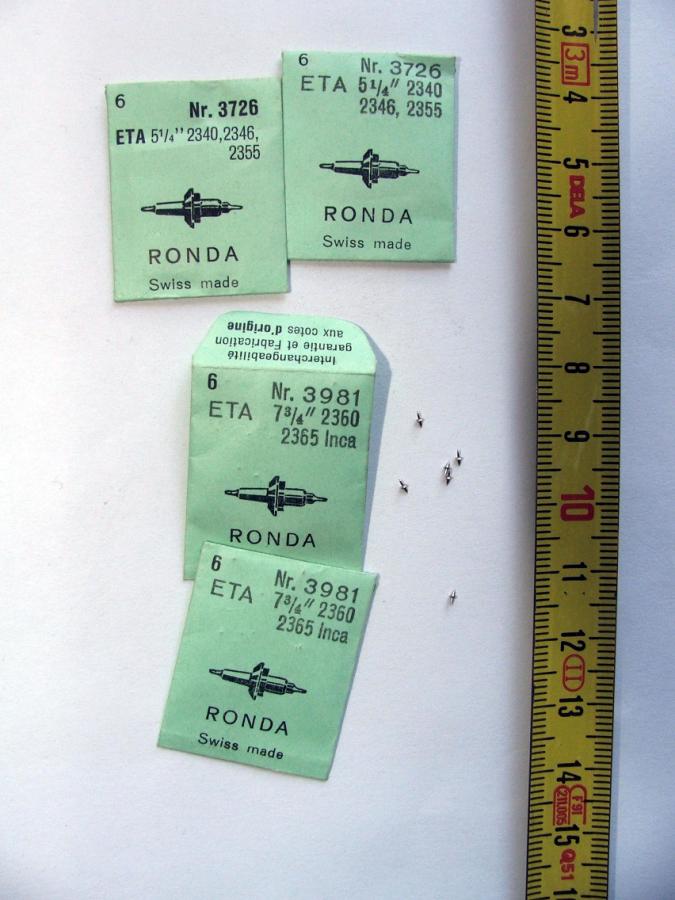 6
Nr. 3726
ETA 5¼'' 2340,2346,
2355
RONDA
Swiss made
6
Nr. 3726
ETA 5¼'' 2340
2346, 2355
RONDA
Swiss made
Interchangeabilité
garantie et Fabrication
aux cotes d'origine
6
Nr. 3981
ETA 7¾'' 2360
2365 Inca
RONDA
6
Nr. 3981
ETA 7¾'' 2360
2365 Inca
RONDA
Swiss made
3
3m
4
5
DELA
6
7
8
9
10
11
12
II
13
14
15